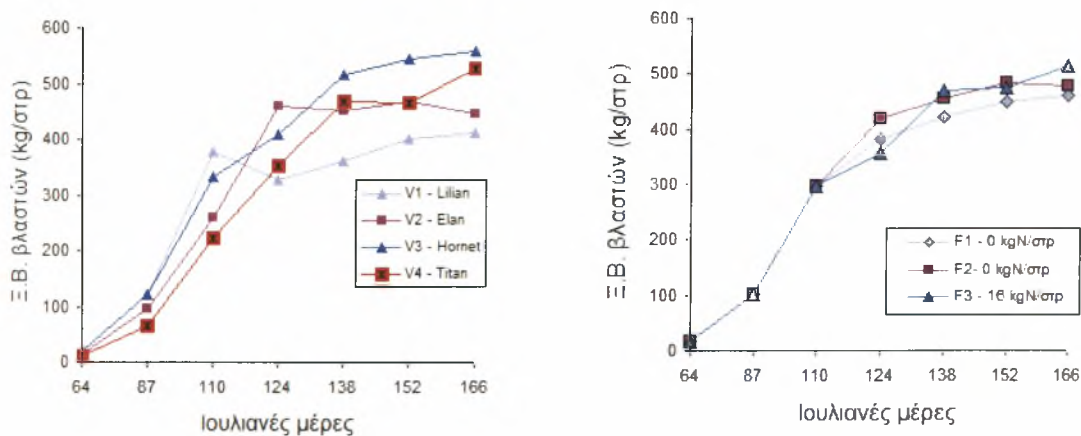 600
500
400
300
200
100
0
Ξ.Β. βλαστών (kg/στρ)
64 87 110 124 138 152 166
Ιουλιανές μέρες
V1 - Lilian
V2 - Elan
V3 - Hornet
V4 - Titan
600
500
400
300
200
100
0
Ξ.Β. βλαστών (kg/στρ)
64 87 110 124 138 152 166
Ιουλιανές μέρες
F1 - 0 kgN/στρ
F2- 0 kgN/στρ
F3 - 16 kgN/στρ